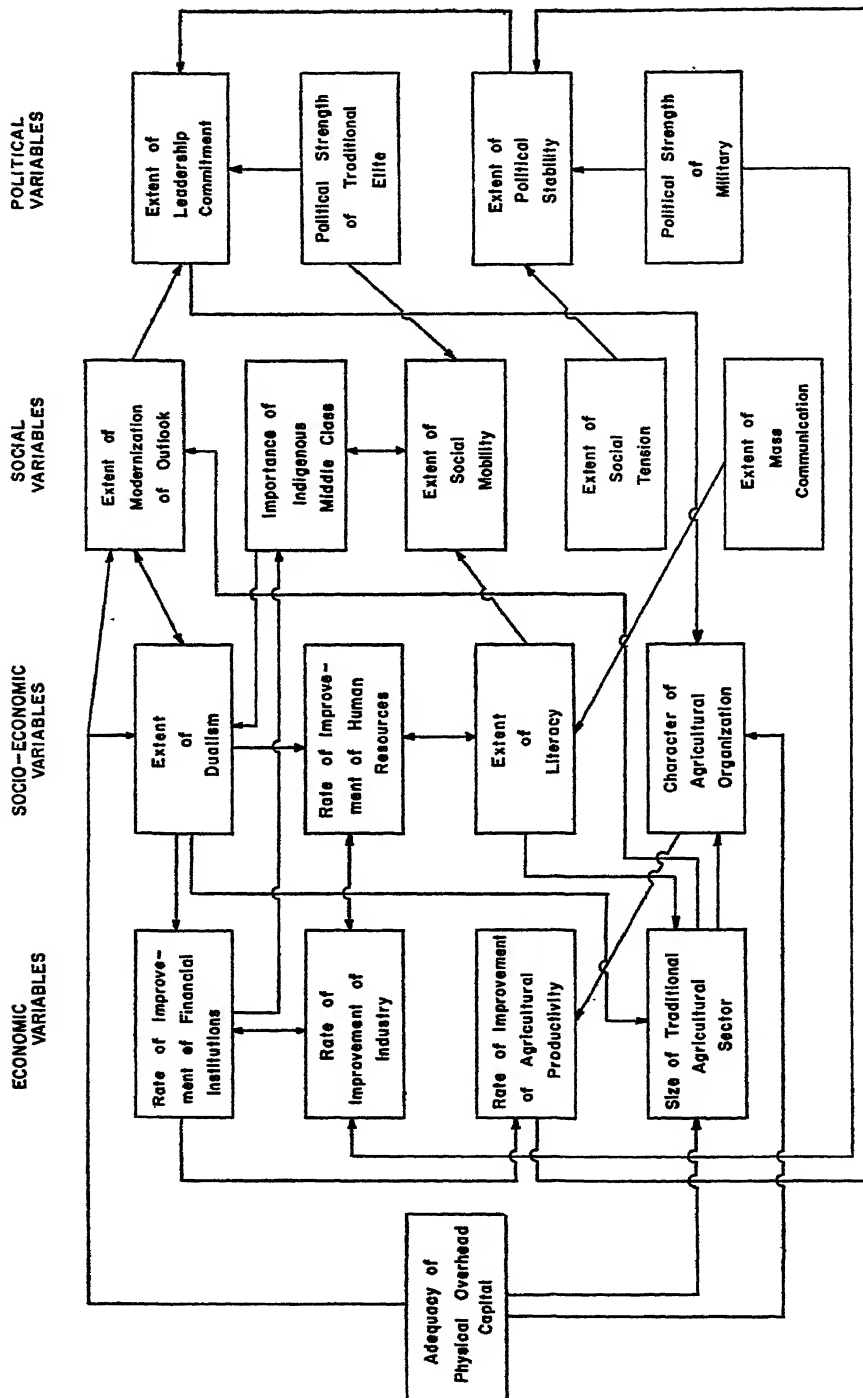 ECONOMIC
VARIABLES
SOCIO-ECONOMIC
VARIABLES
SOCIAL
VARIABLES
POLITICAL
VARIABLES
Adequacy of
Physical Overhead
Capital
Rate of Improve-
ment of Financial
Institutions
Rate of
Improvement of
Industry
Rate of Improvement
of Agricultural
Productivity
Size of Traditional
Agricultural
Sector
Extent
of
Dualism
Rate of Improve-
ment of Human
Resources
Extent
of
Literacy
Character of
Agricultural
Organization
Extent of
Modernization
of Outlook
Importance of
Indigenous
Middle Class
Extent of
Social
Mobility
Extent of
Social
Tension
Extent of
Mass
Communication
Extent of
Leadership
Commitment
Political Strength
of Traditional
Elite
Extent of
Political
Stability
Political Strength
of
Military